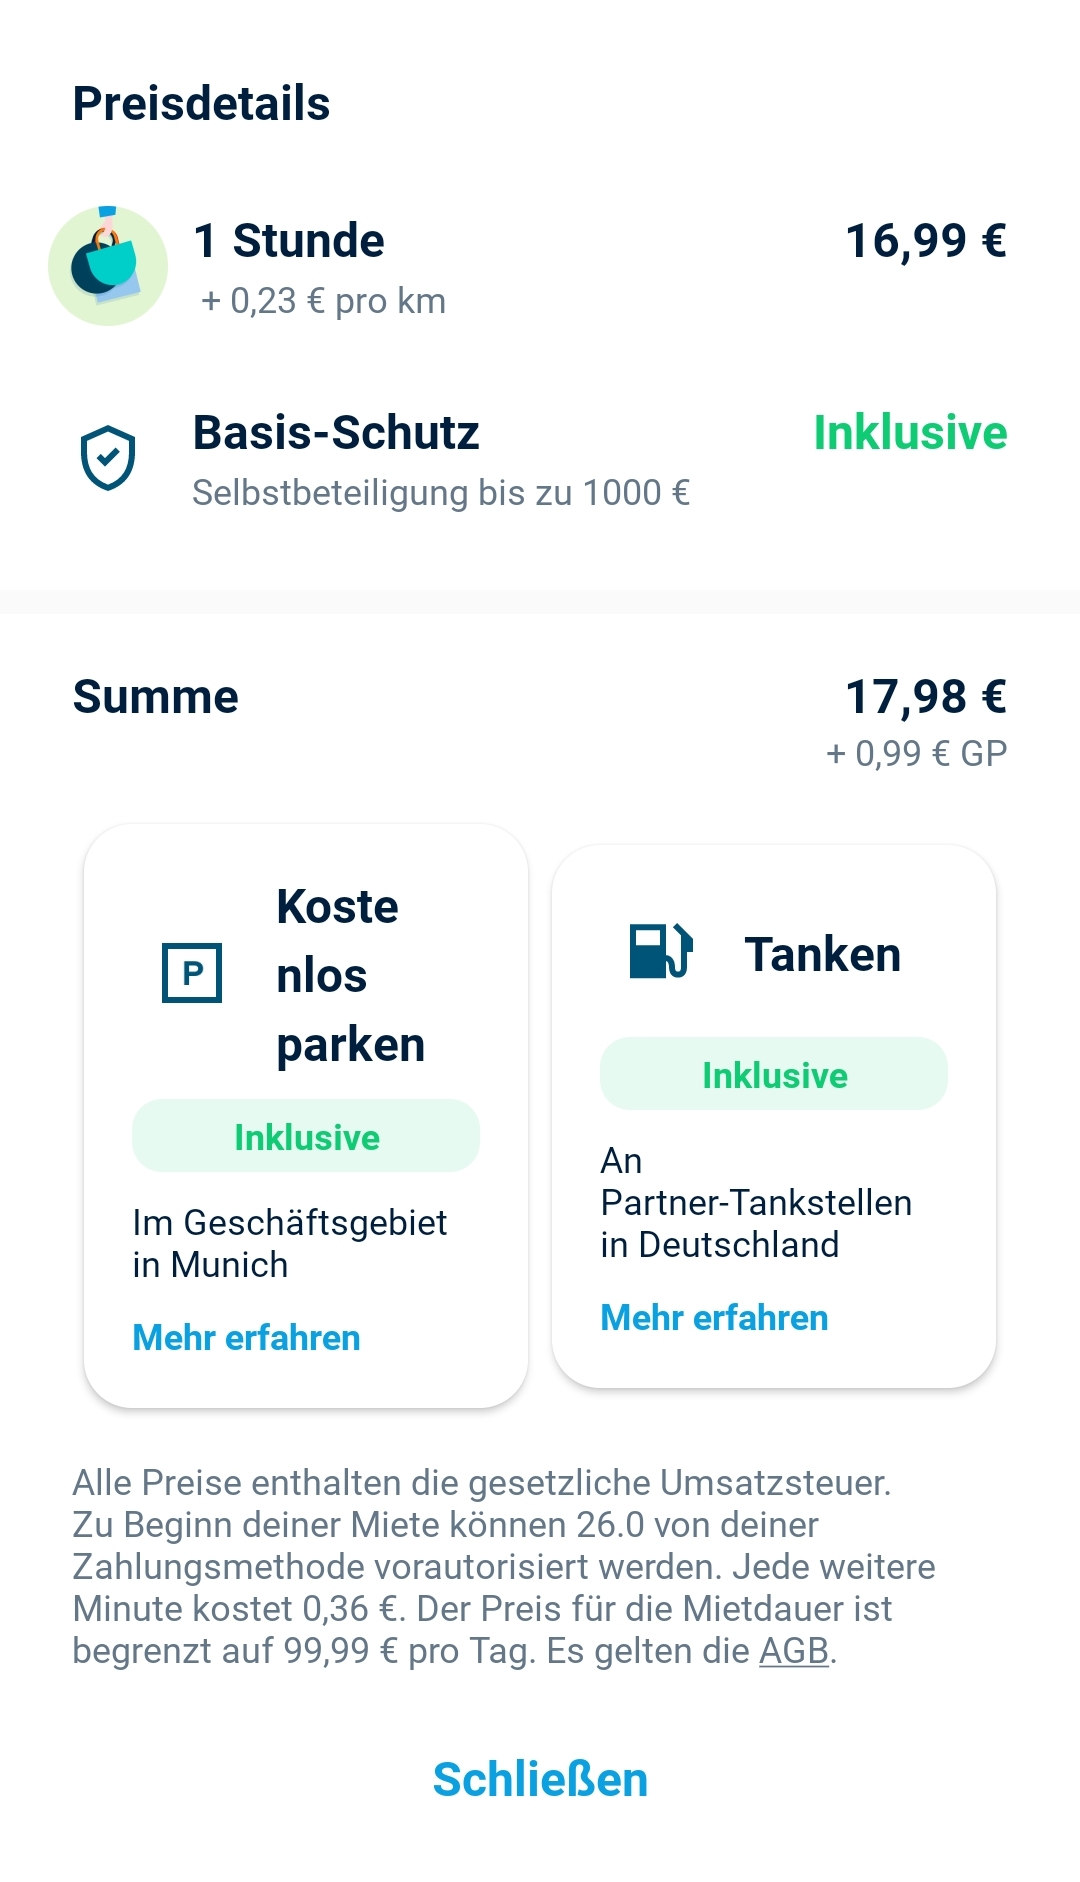 Preisdetails
1 Stunde 16,99 €
+ 0,23 € pro km
Basis-Schutz Inklusive
Selbstbeteiligung bis zu 1000 €
Summe 17,98 €
+ 0,99 € GP
P
Koste
nlos
parken
Inklusive
Im Geschäftsgebiet
in Munich
Mehr erfahren
Tanken
Inklusive
An
Partner-Tankstellen
in Deutschland
Mehr erfahren
Alle Preise enthalten die gesetzliche Umsatzsteuer.
Zu Beginn deiner Miete können 26.0 von deiner
Zahlungsmethode vorautorisiert werden. Jede weitere
Minute kostet 0,36 €. Der Preis für die Mietdauer ist
begrenzt auf 99,99 € pro Tag. Es gelten die AGB.
Schließen